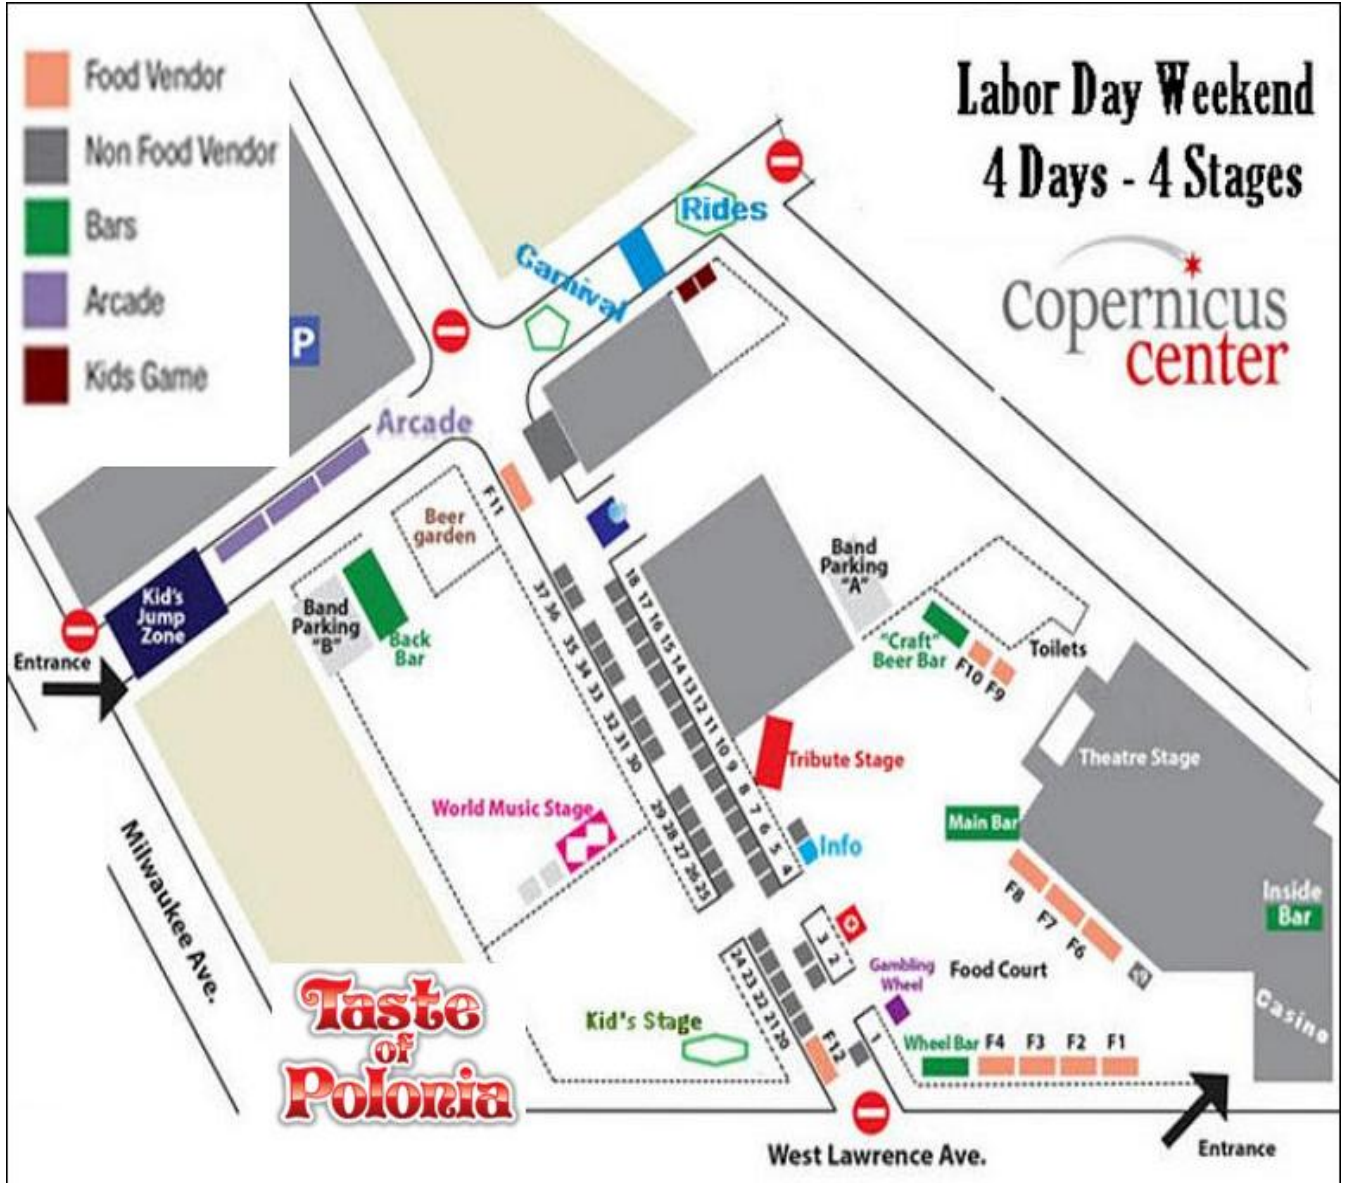 Food Vendor
Non Food Vendor
Bars
Arcade
Kids Game
Labor Day Weekend
4 Days - 4 Stages
Copernicus
center
Rides
Carnival
P
Arcade
F11
Beer
garden
Kid's
Jump
Zone
Entrance
Band
Parking
"B"
Back
Bar
Band
Parking
"A"
"Craft"
Beer Bar
F10 F9
Toilets
37 36
35 34 33
32 31 30
29 28 27 26 25
18 17 16 15 14 13 12 11 10 9 8 7 6 5 4
Tribute Stage
Theatre Stage
World Music Stage
Main Bar
Info
F8 F7 F6
Inside
Bar
3 2
Gambling
Wheel
Food Court
Casino
24 23 22 21 20
F12
1
Kid's Stage
Wheel Bar F4 F3 F2 F1
Milwaukee Ave.
Taste
of
Polonia
West Lawrence Ave.
Entrance